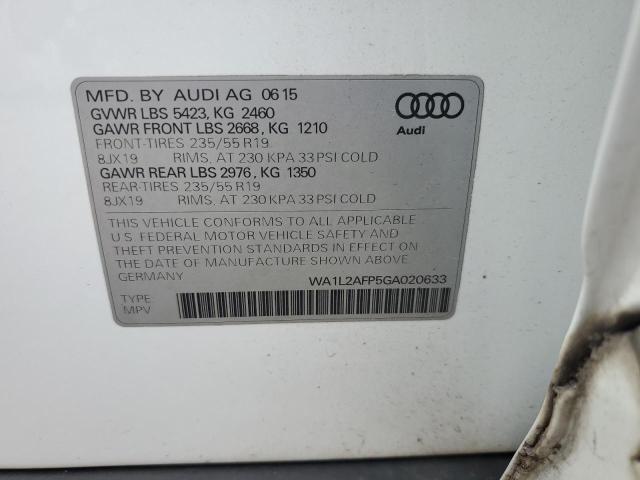 MFD. BY AUDI AG 0615
GVWR LBS 5423, KG 2460
GAWR FRONT LBS 2668, KG 1210
FRONT-TIRES 235/55 R19
8JX19 RIMS, AT 230 KPA 33 PSI COLD
GAWR REAR LBS 2976, KG 1350
REAR-TIRES 235/55 R19
8JX19 RIMS, AT 230 KPA 33 PSI COLD
Audi
THIS VEHICLE CONFORMS TO ALL APPLICABLE
U.S. FEDERAL MOTOR VEHICLE SAFETY AND
THEFT PREVENTION STANDARDS IN EFFECT ON
THE DATE OF MANUFACTURE SHOWN ABOVE.
GERMANY WA1L2AFP5GA020633
TYPE
MPV